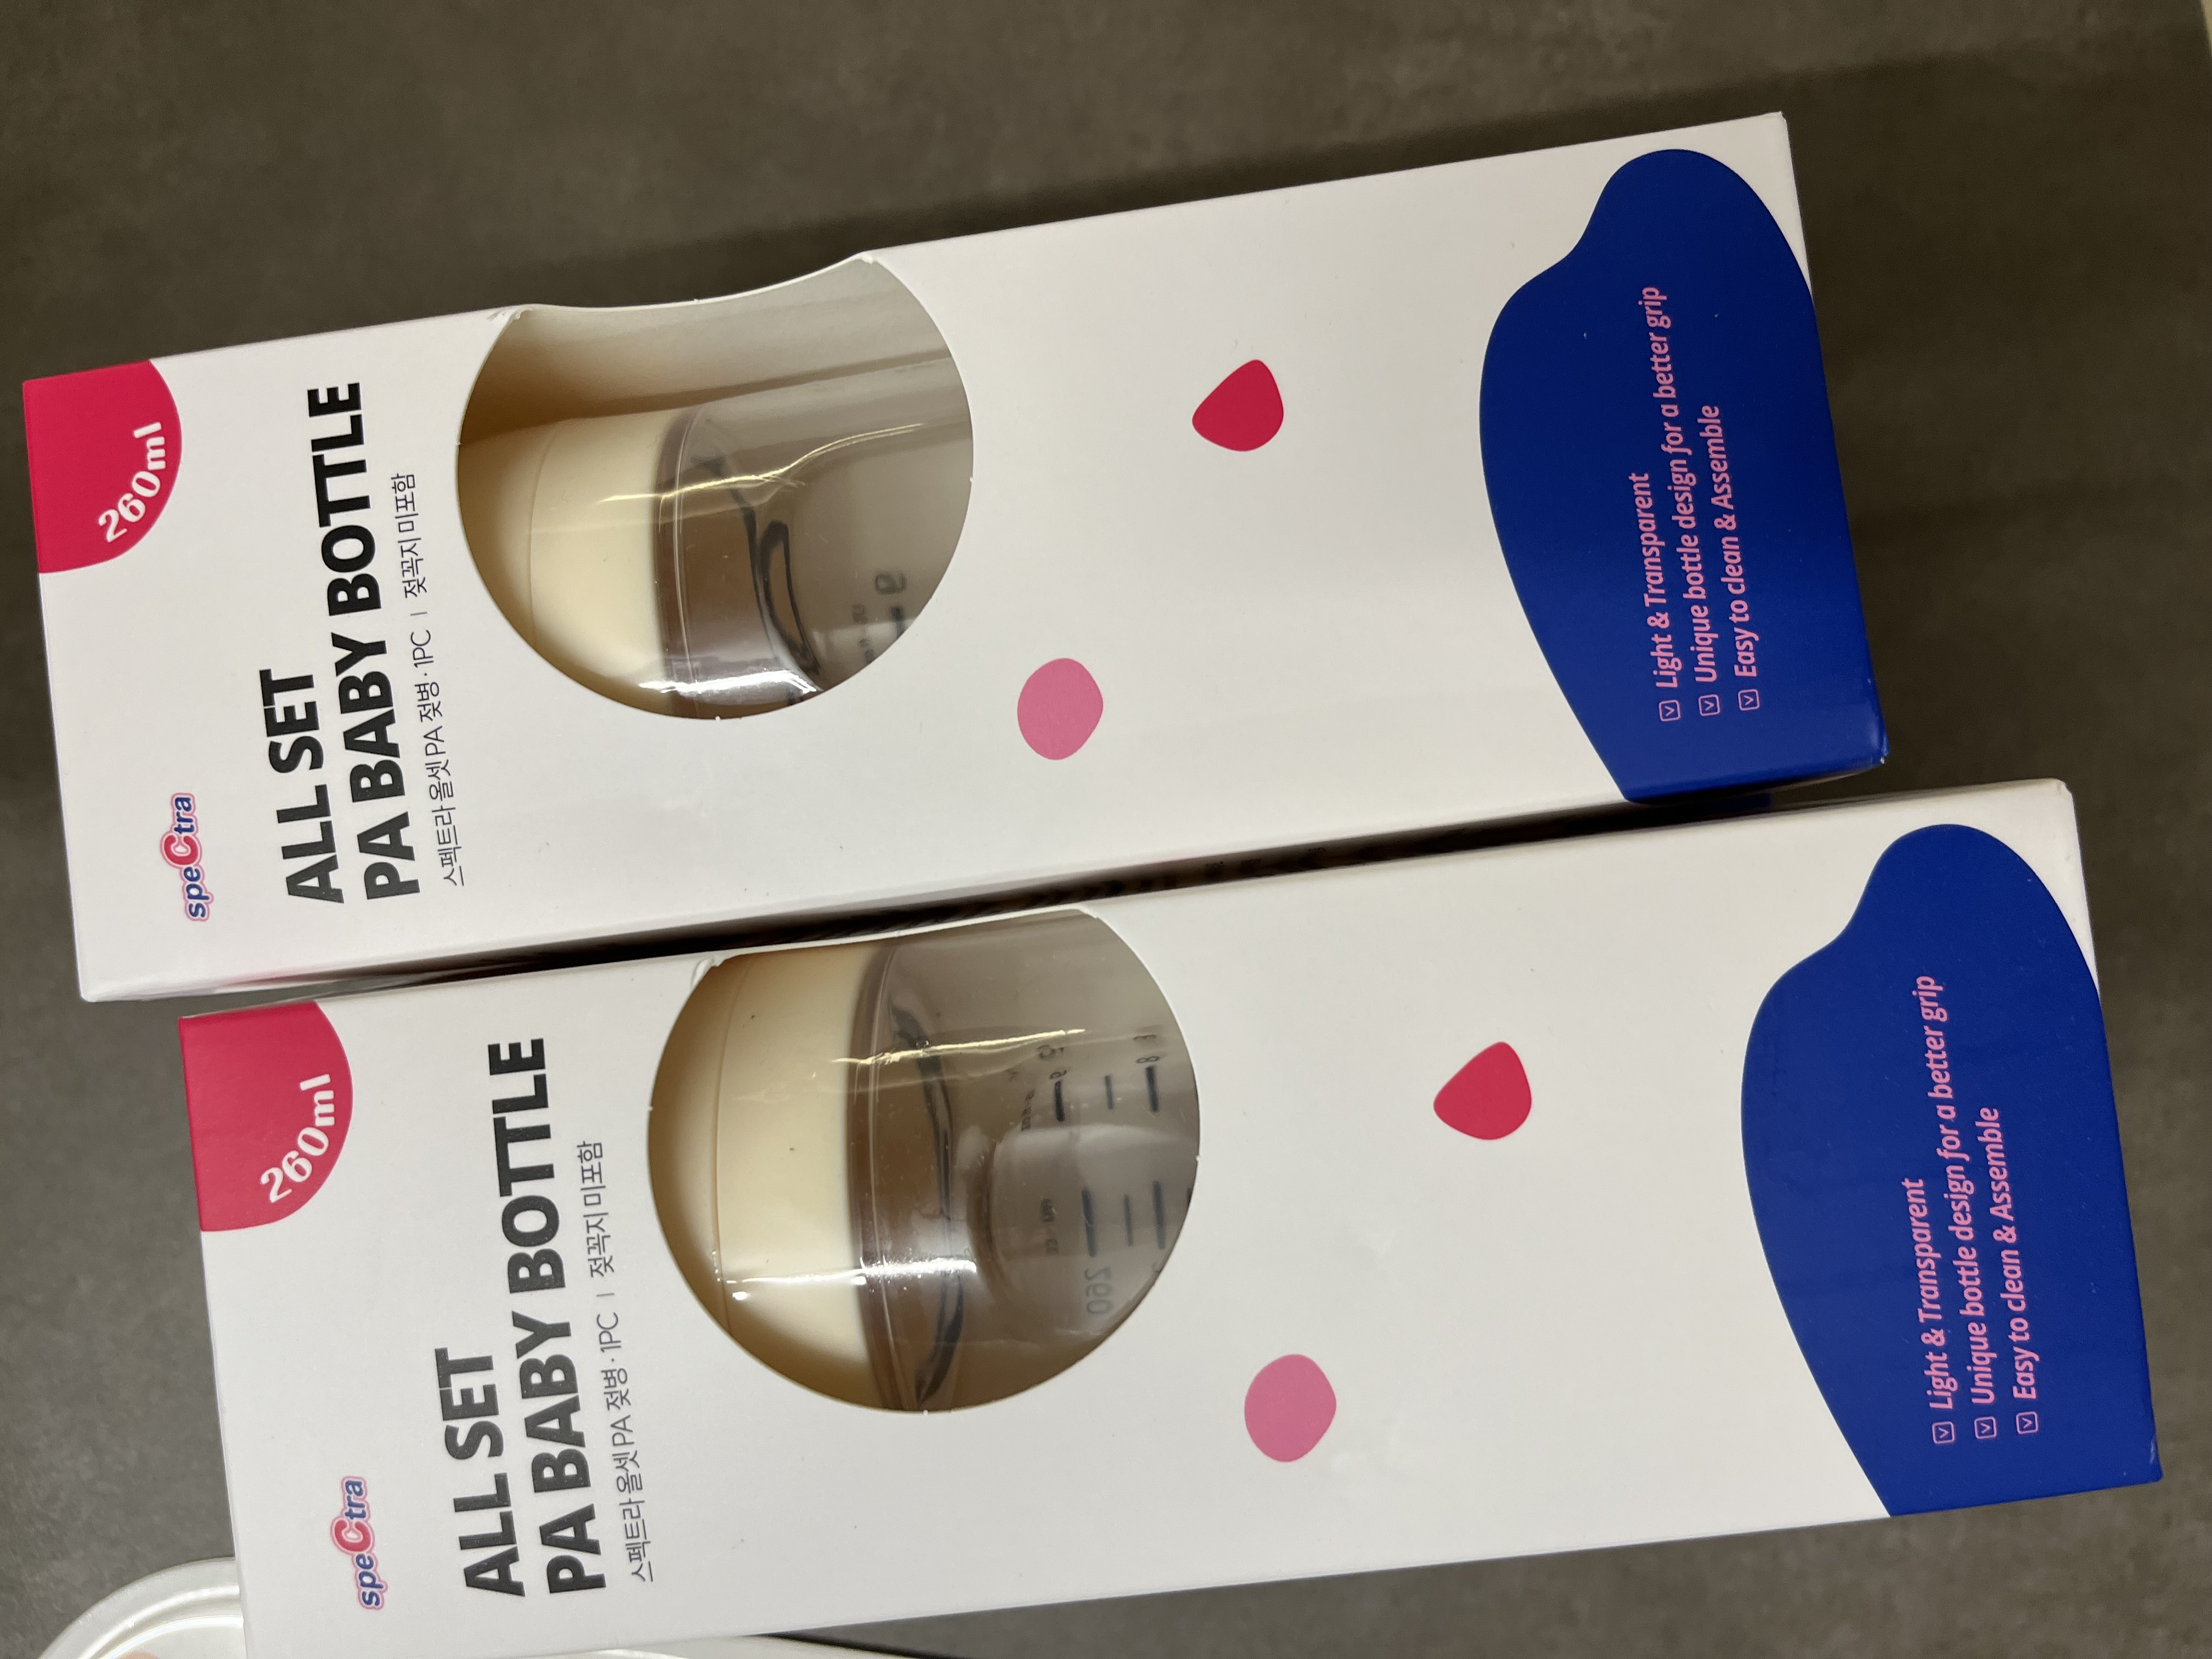 260ml
spectra
ALL SET
PA BABY BOTTLE
스펙트라 올셋 PA 젖병·1PC | 젖꼭지 미포함
Light & Transparent
Unique bottle design for a better grip
Easy to clean & Assemble
260ml
spectra
ALL SET
PA BABY BOTTLE
스펙트라 올셋 PA 젖병·1PC | 젖꼭지 미포함
260
Light & Transparent
Unique bottle design for a better grip
Easy to clean & Assemble